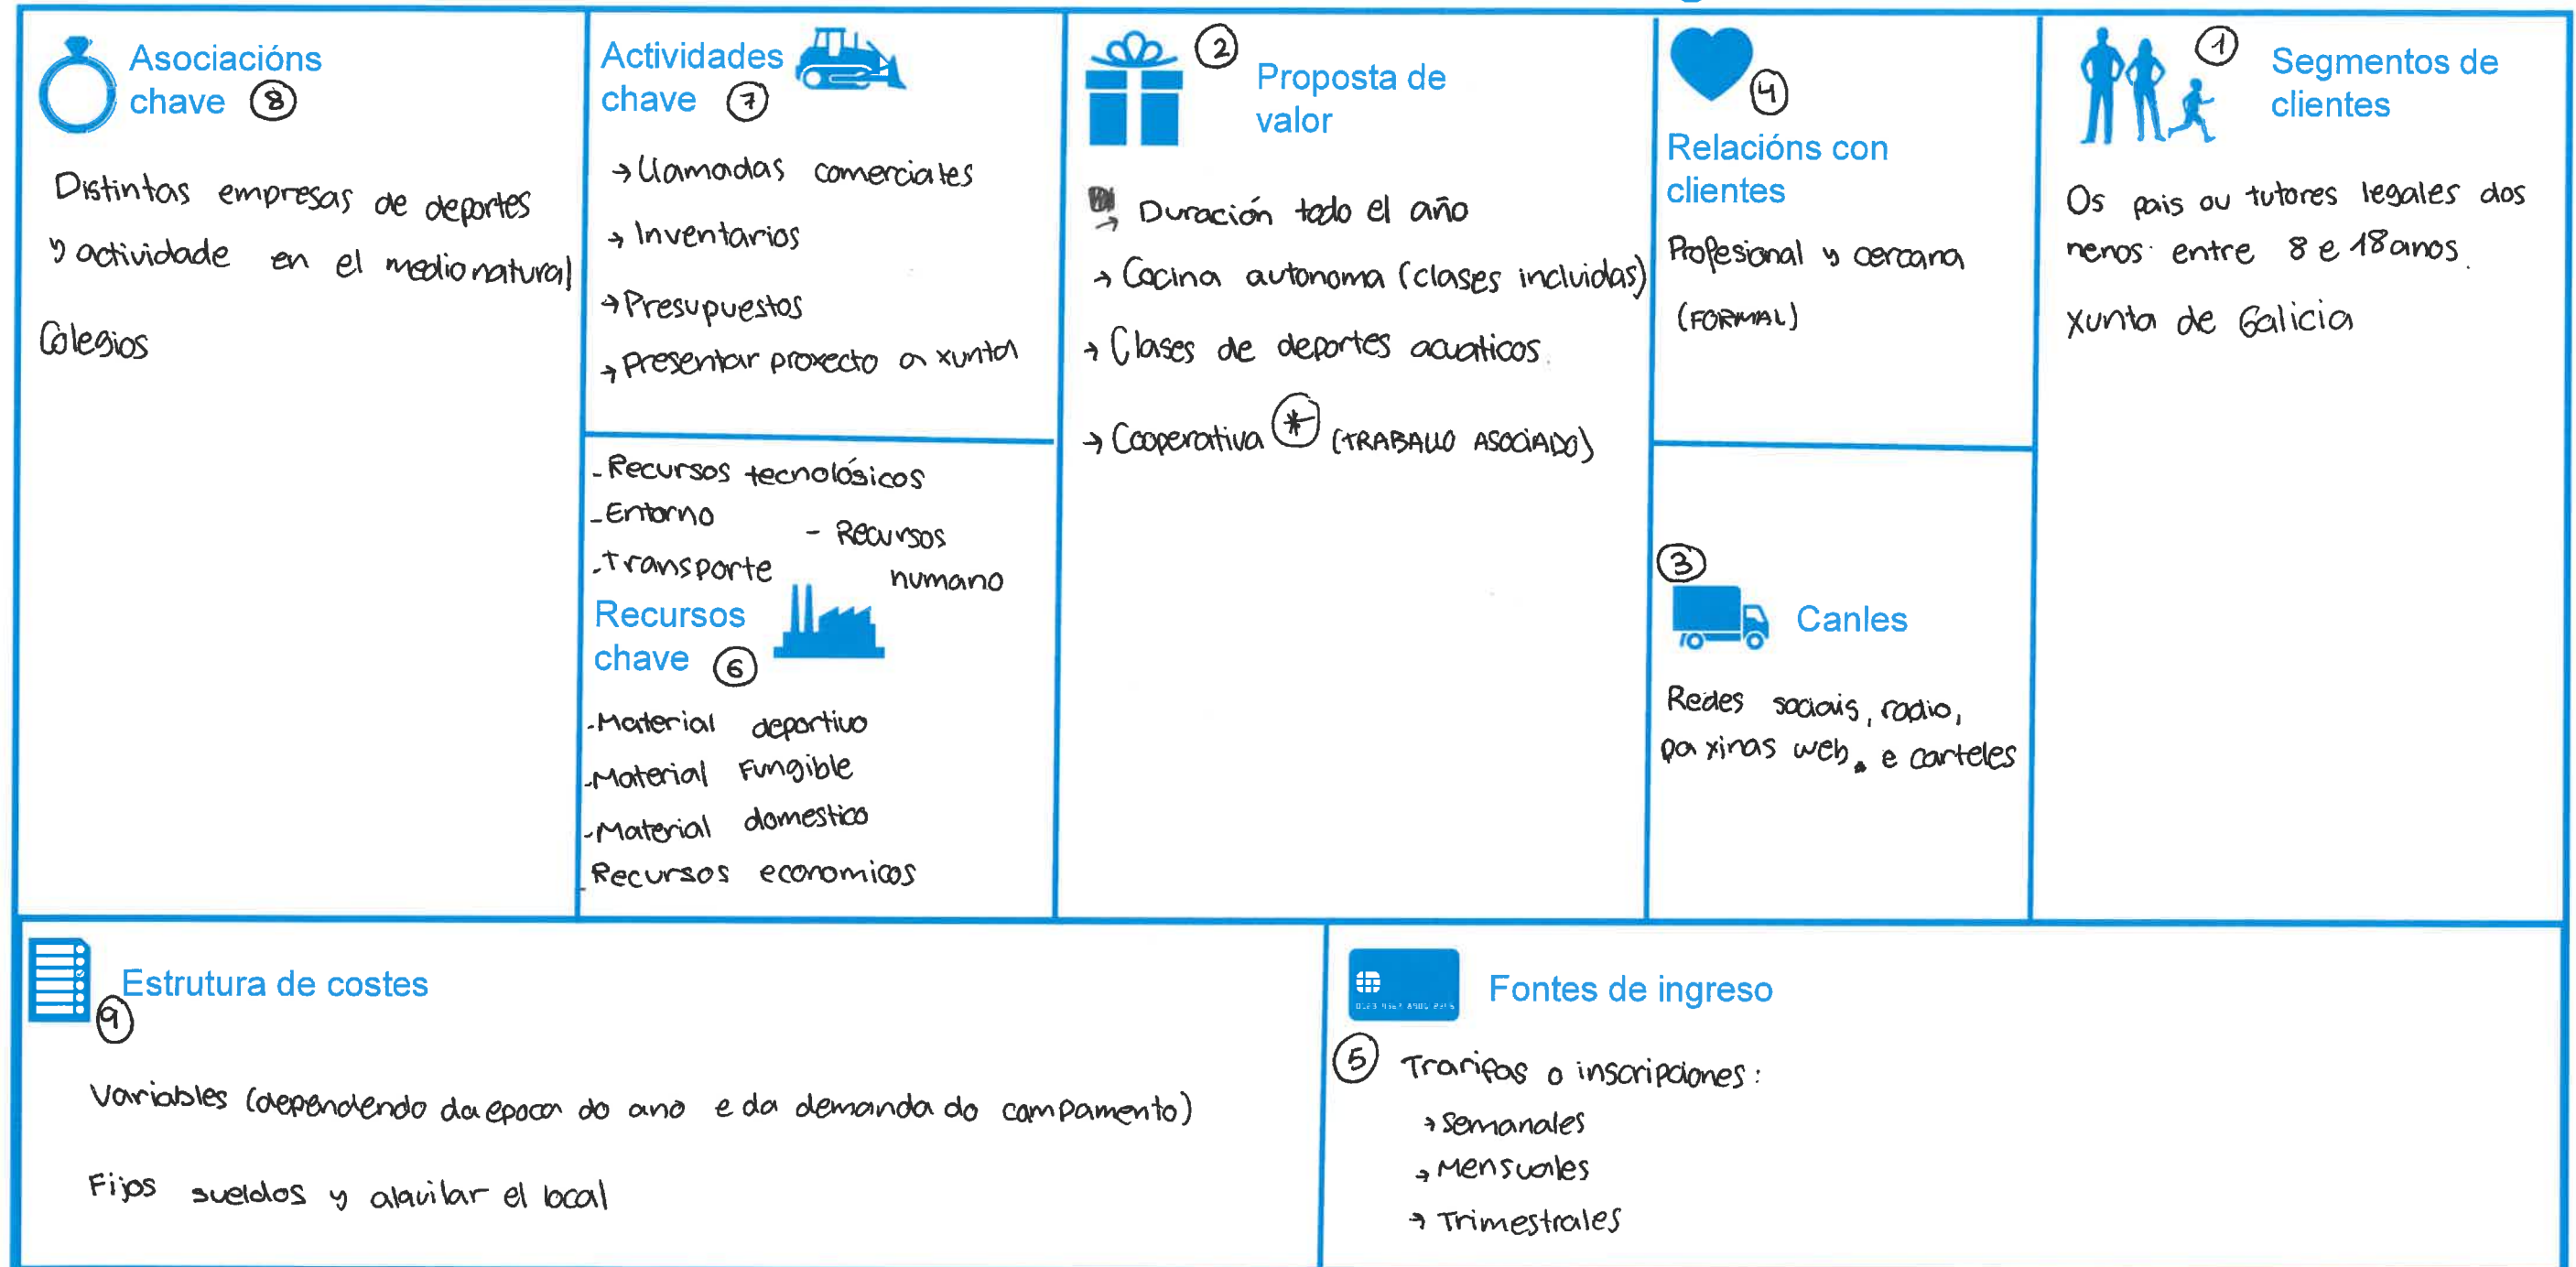 Asociacións
chave 8
Distintas empresas de deportes
y actividade en el medio natural
Colegios
Actividades
chave 7
→ Llamadas comerciales
→ Inventarios
→ Presupuestos
→ Presentar proxecto a xunta
- Recursos tecnolósicos
- Entorno
- Recursos
humano
- Transporte
Recursos
chave 6
- Material deportivo
- Material Fungible
- Material domestico
- Recursos economicos
2
Proposta de
valor
→ Duración todo el año
→ Cocina autonoma (clases incluidas)
→ Clases de deportes acuaticos.
→ Cooperativa * (TRABALLO ASOCIADO)
4
Relacións con
clientes
Profesional y cercana
(FORMAL)
3
Canles
Redes sociais, radio,
paxinas web. e carteles
1
Segmentos de
clientes
Os pais ou tutores legales dos
nenos entre 8 e 18 anos.
Xunta de Galicia
Estrutura de costes
9
Variables (dependendo da epoca do ano e da demanda do campamento)
Fijos sueldos y alquilar el local
Fontes de ingreso
5 Trarifas o inscripciones:
→ Semanales
→ Mensuales
→ Trimestrales